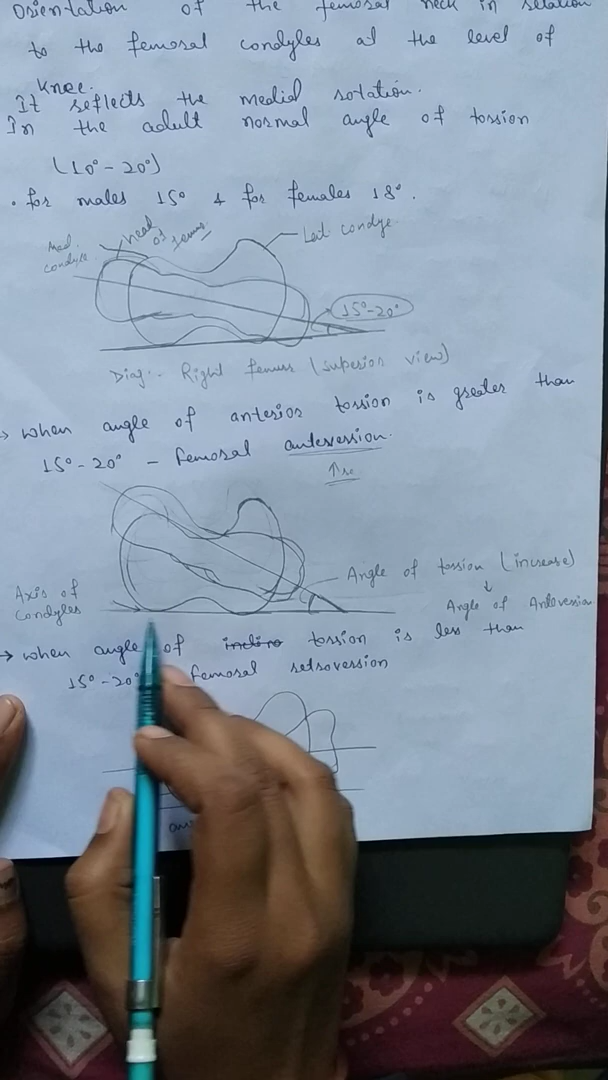 Orientation of the femoral neck in relation
to the femoral condyles at the level of
knee.
It reflects the medial rotation.
In the adult normal angle of torsion
(10° - 20°)
• for males 15° & for females 18°.
Med. condyle
head of femur
Lat. condye
15°-20°
Diag:- Right femur (superior view)
→ when angle of anterior torsion is greater than
15°-20° - femoral anteversion.
Angle of torsion (increase)
↓
Angle of Anteversion
Axis of
Condyles
→ when angle of torsion is less than
15°-20° femoral retroversion